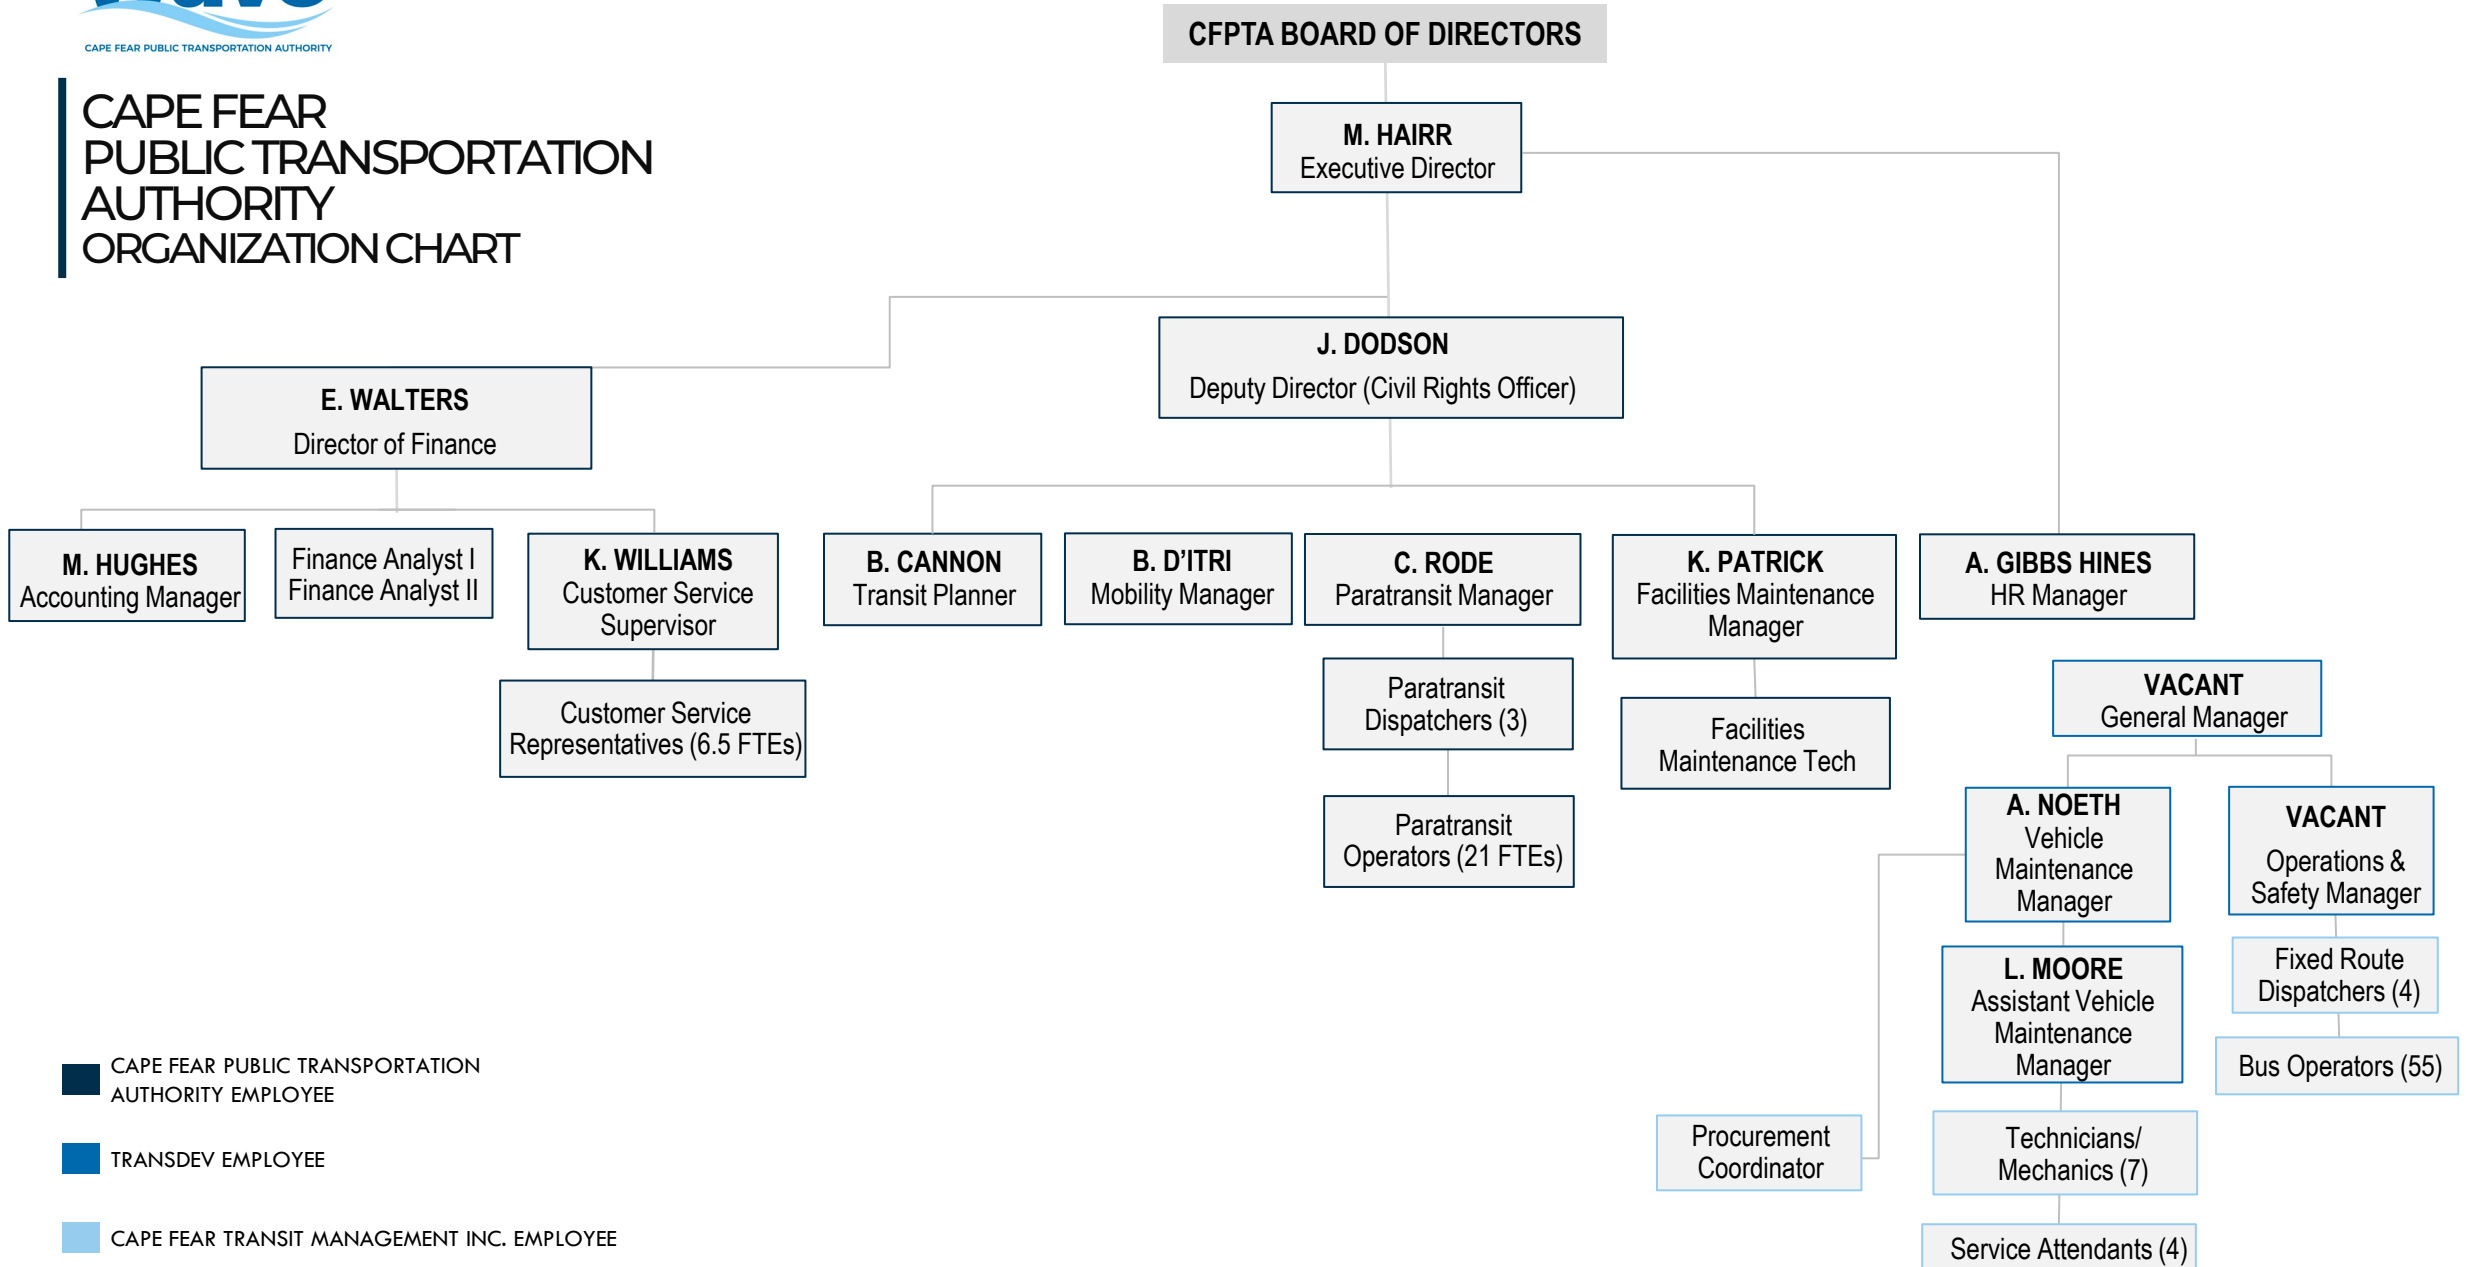 CAPE FEAR PUBLIC TRANSPORTATION AUTHORITY
CAPE FEAR
PUBLIC TRANSPORTATION
AUTHORITY
ORGANIZATION CHART
CFPTA BOARD OF DIRECTORS
M. HAIRR
Executive Director
J. DODSON
Deputy Director (Civil Rights Officer)
E. WALTERS
Director of Finance
M. HUGHES
Accounting Manager
Finance Analyst I
Finance Analyst II
K. WILLIAMS
Customer Service
Supervisor
Customer Service
Representatives (6.5 FTEs)
B. CANNON
Transit Planner
B. D’ITRI
Mobility Manager
C. RODE
Paratransit Manager
Paratransit
Dispatchers (3)
Paratransit
Operators (21 FTEs)
K. PATRICK
Facilities Maintenance
Manager
Facilities
Maintenance Tech
A. GIBBS HINES
HR Manager
VACANT
General Manager
A. NOETH
Vehicle
Maintenance
Manager
VACANT
Operations &
Safety Manager
L. MOORE
Assistant Vehicle
Maintenance
Manager
Fixed Route
Dispatchers (4)
Bus Operators (55)
Procurement
Coordinator
Technicians/
Mechanics (7)
Service Attendants (4)
CAPE FEAR PUBLIC TRANSPORTATION
AUTHORITY EMPLOYEE
TRANSDEV EMPLOYEE
CAPE FEAR TRANSIT MANAGEMENT INC. EMPLOYEE